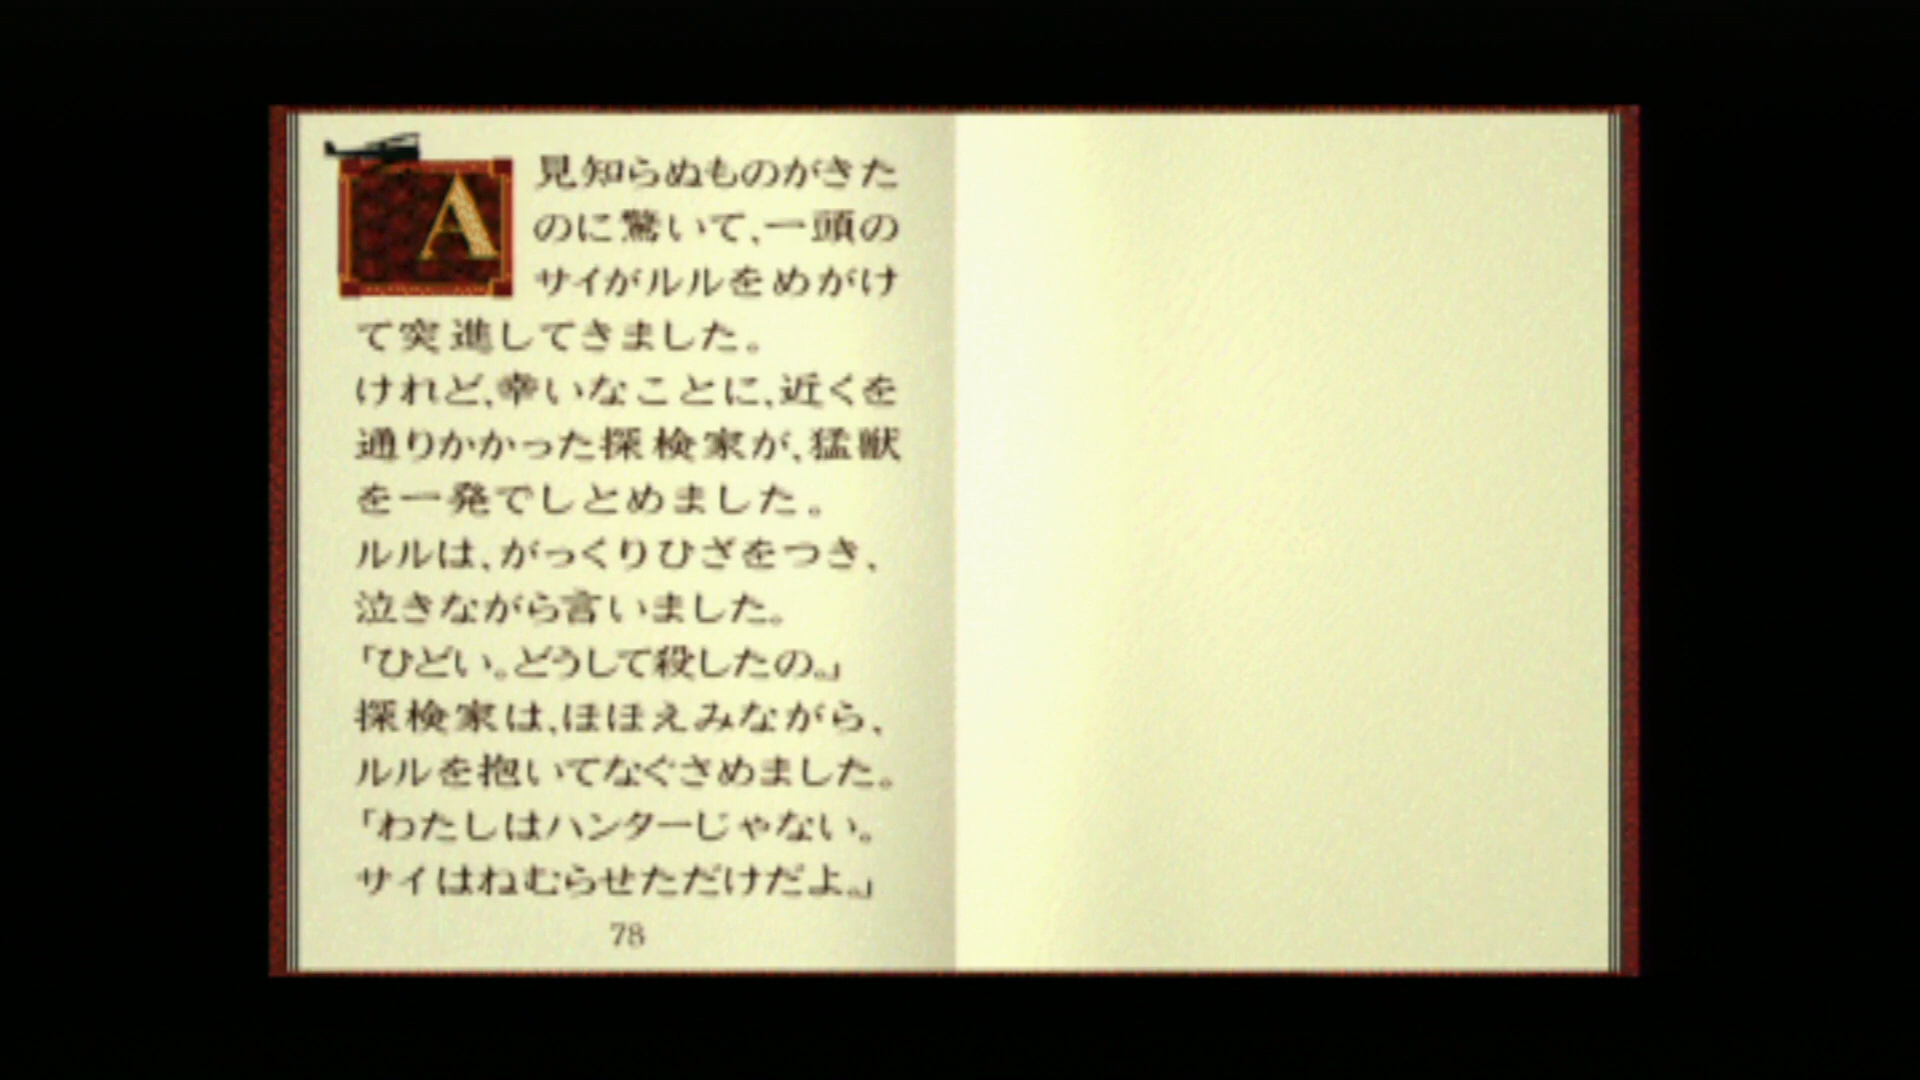 A
見知らぬものがきた
のに驚いて、一頭の
サイがルルをめがけ
て突進してきました。
けれど、幸いなことに、近くを
通りかかった探検家が、猛獣
を一発でしとめました。
ルルは、がっくりひざをつき、
泣きながら言いました。
「ひどい。どうして殺したの。」
探検家は、ほほえみながら、
ルルを抱いてなぐさめました。
「わたしはハンターじゃない。
サイはねむらせただけだよ。」
78